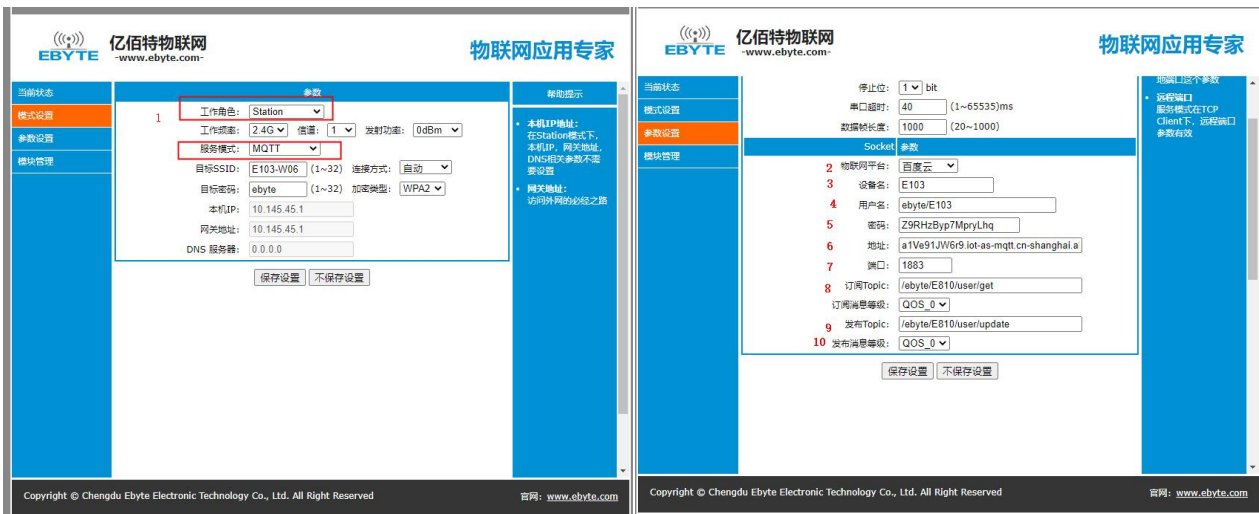 ((·))
EBYTE
亿佰特物联网
-www.ebyte.com-
物联网应用专家
当前状态
模式设置
参数设置
模块管理
参数
1
工作角色: Station
工作频率: 2.4G 信道: 1 发射功率: 0dBm
服务模式: MQTT
目标SSID: E103-W06 (1~32) 连接方式: 自动
目标密码: ebyte (1~32) 加密类型: WPA2
本机IP: 10.145.45.1
网关地址: 10.145.45.1
DNS 服务器: 0.0.0.0
保存设置 不保存设置
帮助提示
• 本机IP地址:
在Station模式下,
本机IP, 网关地址,
DNS相关参数不需
要设置
• 网关地址:
访问外网的必经之路
Copyright © Chengdu Ebyte Electronic Technology Co., Ltd. All Right Reserved
官网: www.ebyte.com
EBYTE
亿佰特物联网
-www.ebyte.com-
物联网应用专家
当前状态
模式设置
参数设置
模块管理
停止位: 1 bit
串口超时: 40 (1~65535)ms
数据帧长度: 1000 (20~1000)
Socket 参数
2 物联网平台: 百度云
3 设备名: E103
4 用户名: ebyte/E103
5 密码: Z9RHzByp7MpryLhq
6 地址: a1Ve91JW6r9.iot-as-mqtt.cn-shanghai.a
7 端口: 1883
8 订阅Topic: /ebyte/E810/user/get
订阅消息等级: QOS_0
9 发布Topic: /ebyte/E810/user/update
10 发布消息等级: QOS_0
保存设置 不保存设置
地端口这个参数
• 远程端口
服务模式在TCP
Client下, 远程端口
参数有效
Copyright © Chengdu Ebyte Electronic Technology Co., Ltd. All Right Reserved
官网: www.ebyte.com